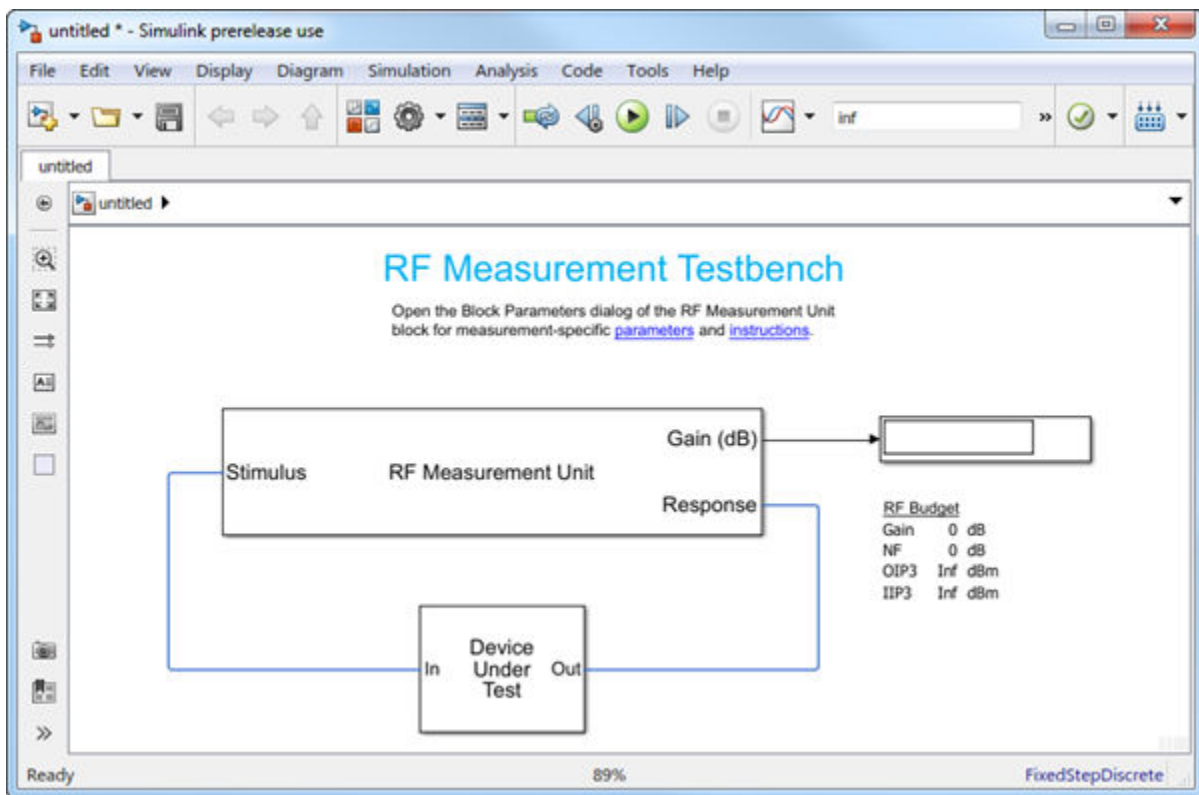 untitled * - Simulink prerelease use
File Edit View Display Diagram Simulation Analysis Code Tools Help
inf
untitled
untitled
RF Measurement Testbench
Open the Block Parameters dialog of the RF Measurement Unit
block for measurement-specific parameters and instructions.
Gain (dB)
Stimulus RF Measurement Unit
Response
RF Budget
Gain 0 dB
NF 0 dB
OIP3 Inf dBm
IIP3 Inf dBm
Device
In Under Out
Test
Ready 89% FixedStepDiscrete